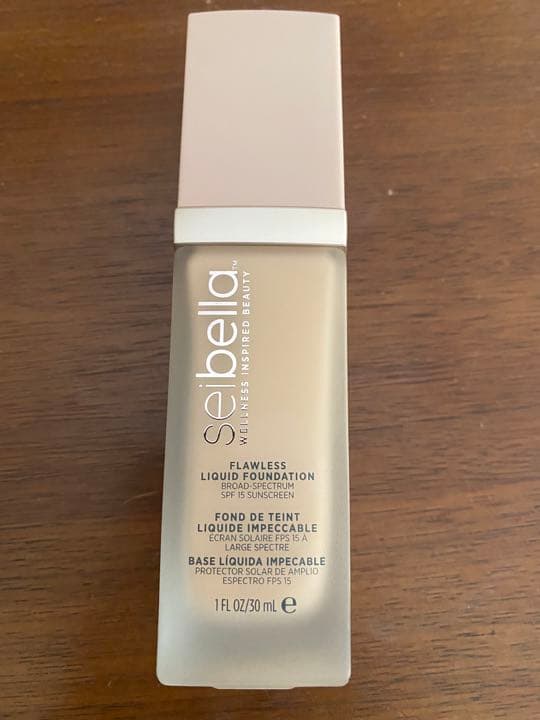 Seibella™
WELLNESS INSPIRED BEAUTY
FLAWLESS
LIQUID FOUNDATION
BROAD-SPECTRUM
SPF 15 SUNSCREEN
FOND DE TEINT
LIQUIDE IMPECCABLE
ÉCRAN SOLAIRE FPS 15 À
LARGE SPECTRE
BASE LÍQUIDA IMPECABLE
PROTECTOR SOLAR DE AMPLIO
ESPECTRO FPS 15
1 FL OZ/30 mL ℮